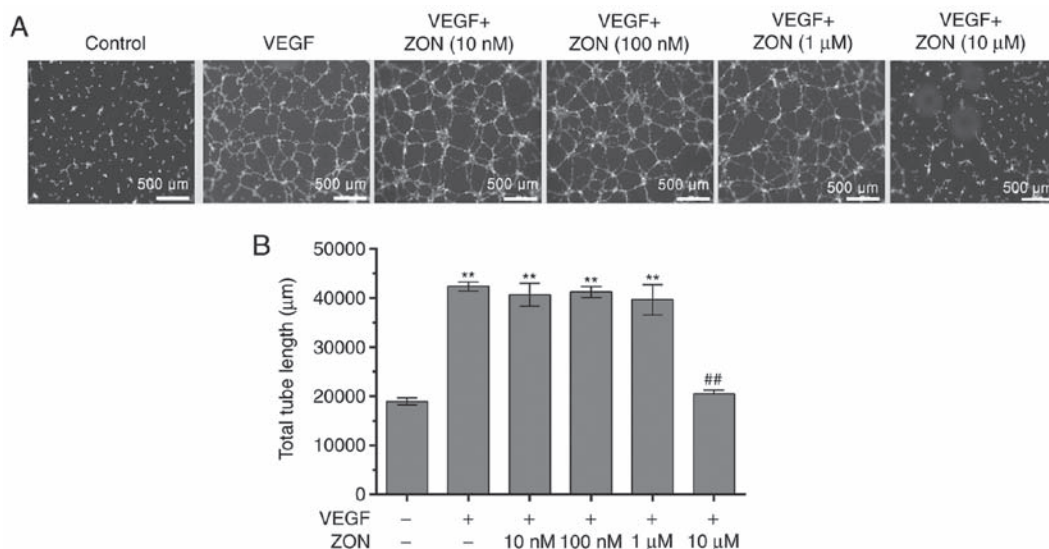 A
Control
VEGF
VEGF+
ZON (10 nM)
VEGF+
ZON (100 nM)
VEGF+
ZON (1 μM)
VEGF+
ZON (10 μM)
500 μm
500 μm
500 μm
500 μm
500 μm
500 μm
B
Total tube length (μm)
50000
40000
30000
20000
10000
0
**
**
**
**
##
VEGF – + + + + +
ZON – – 10 nM 100 nM 1 μM 10 μM